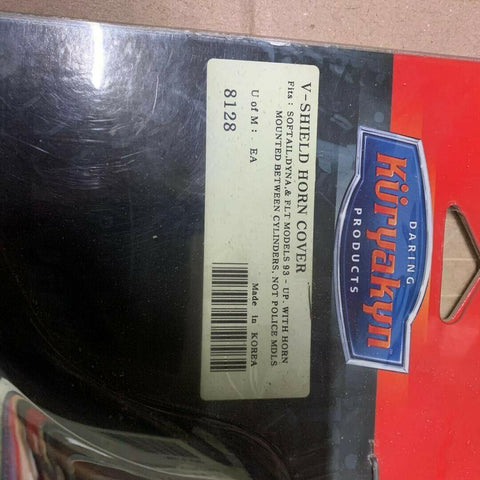 V-SHIELD HORN COVER
Fits : SOFTAIL,DYNA,& FLT MODELS 93 - UP, WITH HORN
MOUNTED BETWEEN CYLINDERS, NOT POLICE MDLS
U of M : EA
Made in KOREA
8128
DARING
Küryakyn
PRODUCTS